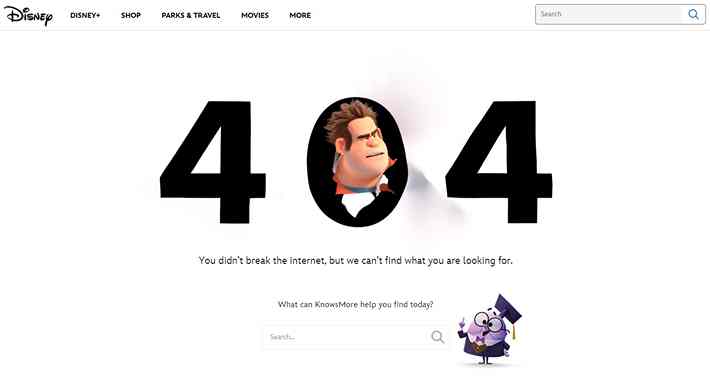 Disney
DISNEY+ SHOP PARKS & TRAVEL MOVIES MORE
Search
404
You didn't break the internet, but we can't find what you are looking for.
What can KnowsMore help you find today?
Search...